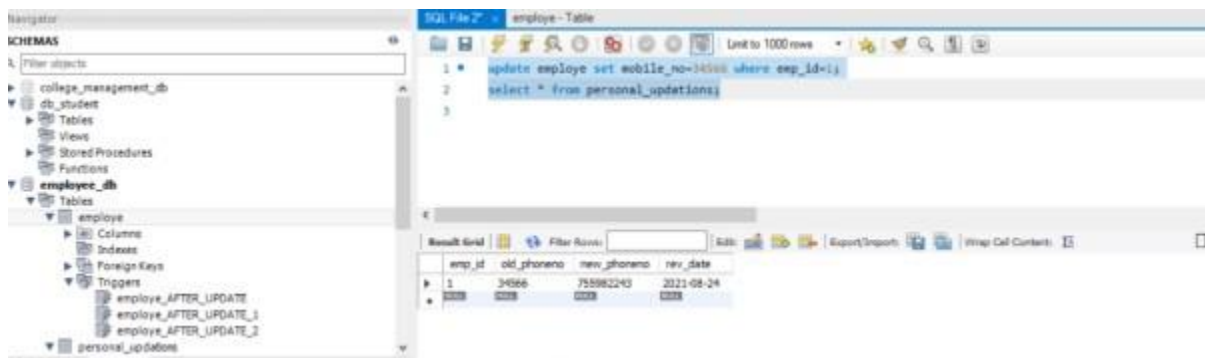 Navigator
SCHEMAS
Filter objects
college_management_db
db_student
Tables
Views
Stored Procedures
Functions
employee_db
Tables
employe
Columns
Indexes
Foreign Keys
Triggers
employe_AFTER_UPDATE
employe_AFTER_UPDATE_1
employe_AFTER_UPDATE_2
personal_updations
SQL File 2* employe - Table
Limit to 1000 rows
1 update employe set mobile_no=34566 where emp_id=1;
2 select * from personal_updations;
3
Result Grid Filter Rows: Edit: Export/Import: Wrap Cell Content:
emp_id old_phoneno new_phoneno rev_date
1 34566 755982243 2021-08-24
NULL NULL NULL NULL